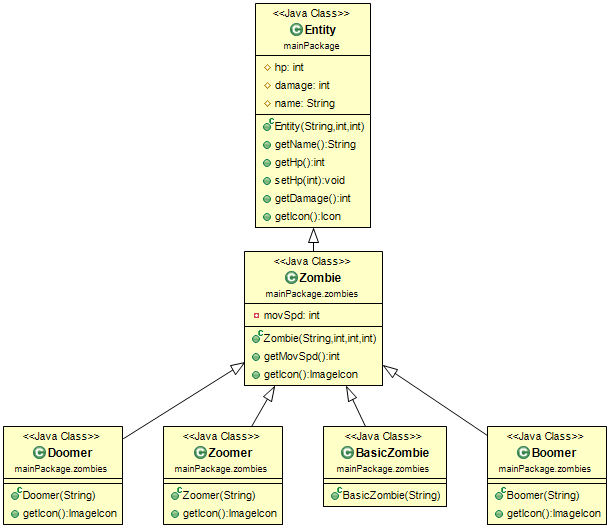 <<Java Class>>
C Entity
mainPackage
hp: int
damage: int
name: String
c Entity(String,int,int)
getName():String
getHp():int
setHp(int):void
getDamage():int
getIcon():Icon
<<Java Class>>
C Zombie
mainPackage.zombies
movSpd: int
c Zombie(String,int,int,int)
getMovSpd():int
getIcon():ImageIcon
<<Java Class>>
C Doomer
mainPackage.zombies
c Doomer(String)
getIcon():ImageIcon
<<Java Class>>
C Zoomer
mainPackage.zombies
c Zoomer(String)
getIcon():ImageIcon
<<Java Class>>
C BasicZombie
mainPackage.zombies
c BasicZombie(String)
<<Java Class>>
C Boomer
mainPackage.zombies
c Boomer(String)
getIcon():ImageIcon